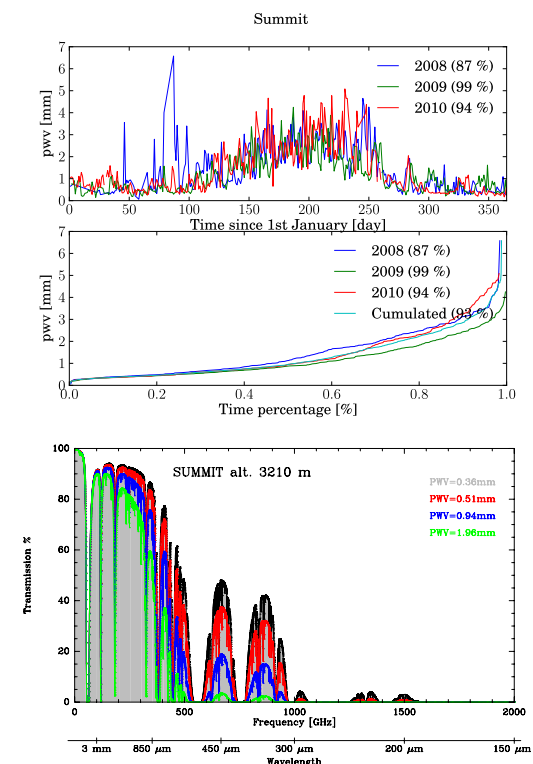 Summit
7
6
5
4
3
2
1
0
pwv [mm]
2008 (87 %)
2009 (99 %)
2010 (94 %)
0 50 100 150 200 250 300 350
Time since 1st January [day]
7
6
5
4
3
2
1
0
pwv [mm]
2008 (87 %)
2009 (99 %)
2010 (94 %)
Cumulated (93 %)
0.0 0.2 0.4 0.6 0.8 1.0
Time percentage [%]
100
80
60
40
20
0
Transmission %
SUMMIT alt. 3210 m
PWV=0.36mm
PWV=0.51mm
PWV=0.94mm
PWV=1.96mm
0 500 1000 1500 2000
Frequency [GHz]
3 mm 850 μm 450 μm 300 μm 200 μm 150 μm
Wavelength